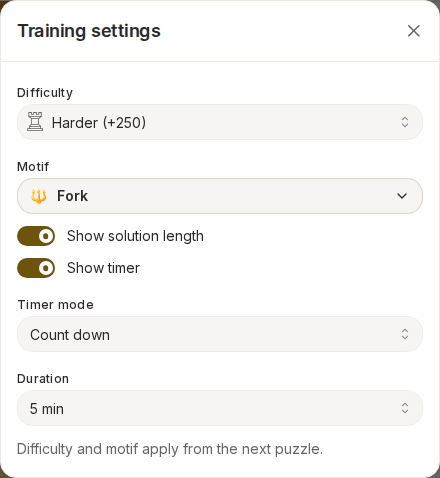 Training settings
Difficulty
Harder (+250)
Motif
Fork
Show solution length
Show timer
Timer mode
Count down
Duration
5 min
Difficulty and motif apply from the next puzzle.